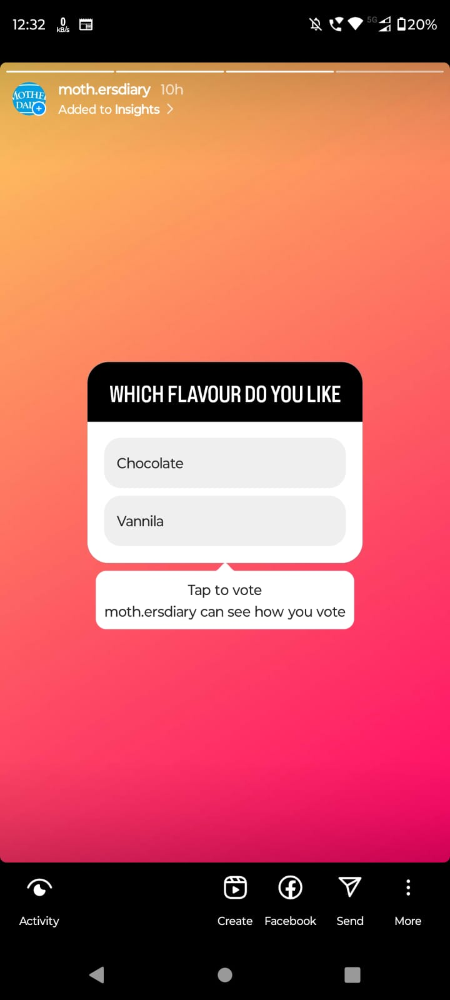 12:32 0 kB/s 5G 20%
MOTHE
DAI
moth.ersdiary 10h
Added to Insights
WHICH FLAVOUR DO YOU LIKE
Chocolate
Vannila
Tap to vote
moth.ersdiary can see how you vote
Activity Create Facebook Send More